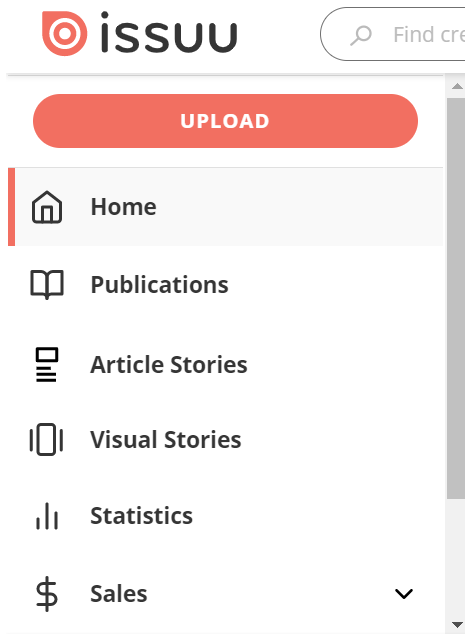 issuu
Find cre
UPLOAD
Home
Publications
Article Stories
Visual Stories
Statistics
Sales